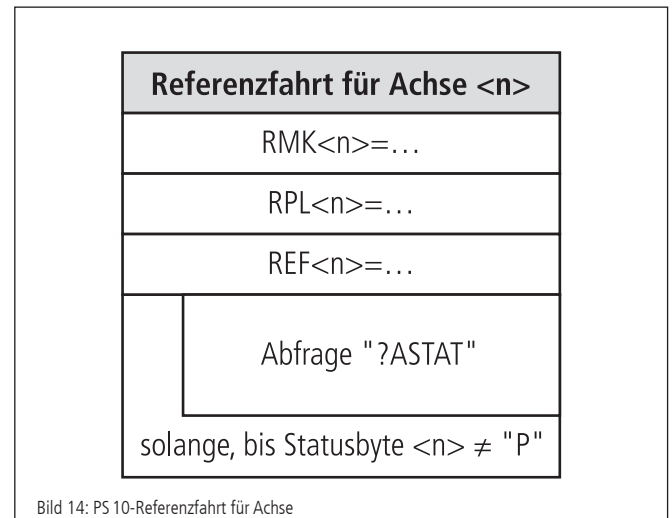 Referenzfahrt für Achse <n>
RMK<n>=...
RPL<n>=...
REF<n>=...
Abfrage "?ASTAT"
solange, bis Statusbyte <n> ≠ "P"
Bild 14: PS 10-Referenzfahrt für Achse